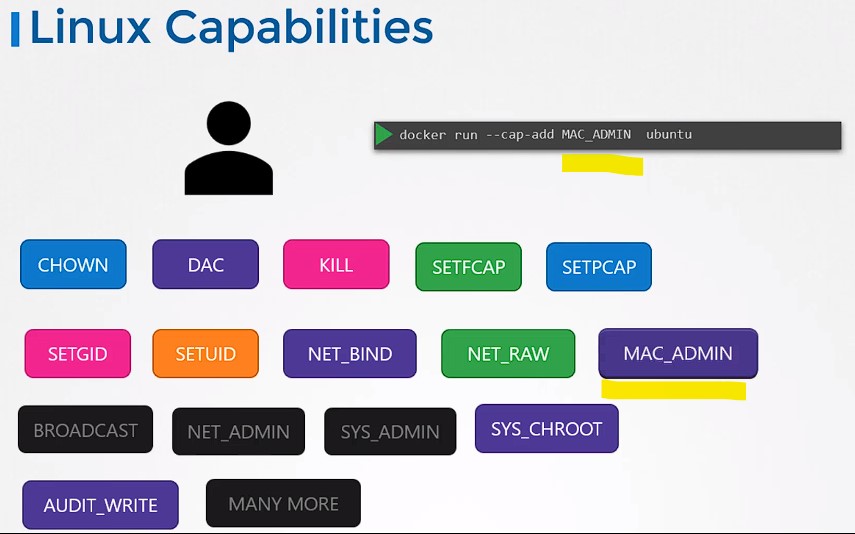 Linux Capabilities
docker run --cap-add MAC_ADMIN ubuntu
CHOWN DAC KILL SETFCAP SETPCAP
SETGID SETUID NET_BIND NET_RAW MAC_ADMIN
BROADCAST NET_ADMIN SYS_ADMIN SYS_CHROOT
AUDIT_WRITE MANY MORE